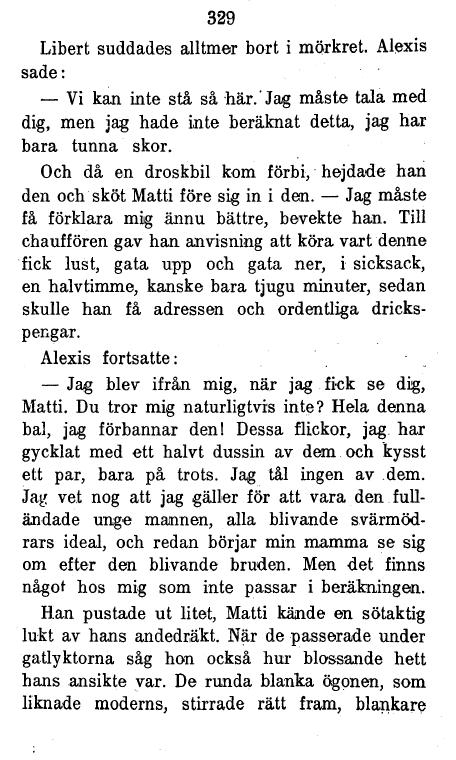 329
Libert suddades alltmer bort i mörkret. Alexis
sade:
— Vi kan inte stå så här. Jag måste tala med
dig, men jag hade inte beräknat detta, jag har
bara tunna skor.
Och då en droskbil kom förbi, hejdade han
den och sköt Matti före sig in i den. — Jag måste
få förklara mig ännu bättre, bevekte han. Till
chauffören gav han anvisning att köra vart denne
fick lust, gata upp och gata ner, i sicksack,
en halvtimme, kanske bara tjugu minuter, sedan
skulle han få adressen och ordentliga dricks-
pengar.
Alexis fortsatte:
— Jag blev ifrån mig, när jag fick se dig,
Matti. Du tror mig naturligtvis inte? Hela denna
bal, jag förbannar den! Dessa flickor, jag har
gycklat med ett halvt dussin av dem och kysst
ett par, bara på trots. Jag tål ingen av dem.
Jag vet nog att jag gäller för att vara den full-
ändade unge mannen, alla blivande svärmöd-
rars ideal, och redan börjar min mamma se sig
om efter den blivande bruden. Men det finns
något hos mig som inte passar i beräkningen.
Han pustade ut litet, Matti kände en sötaktig
lukt av hans andedräkt. När de passerade under
gatlyktorna såg hon också hur blossande hett
hans ansikte var. De runda blanka ögonen, som
liknade moderns, stirrade rätt fram, blankare